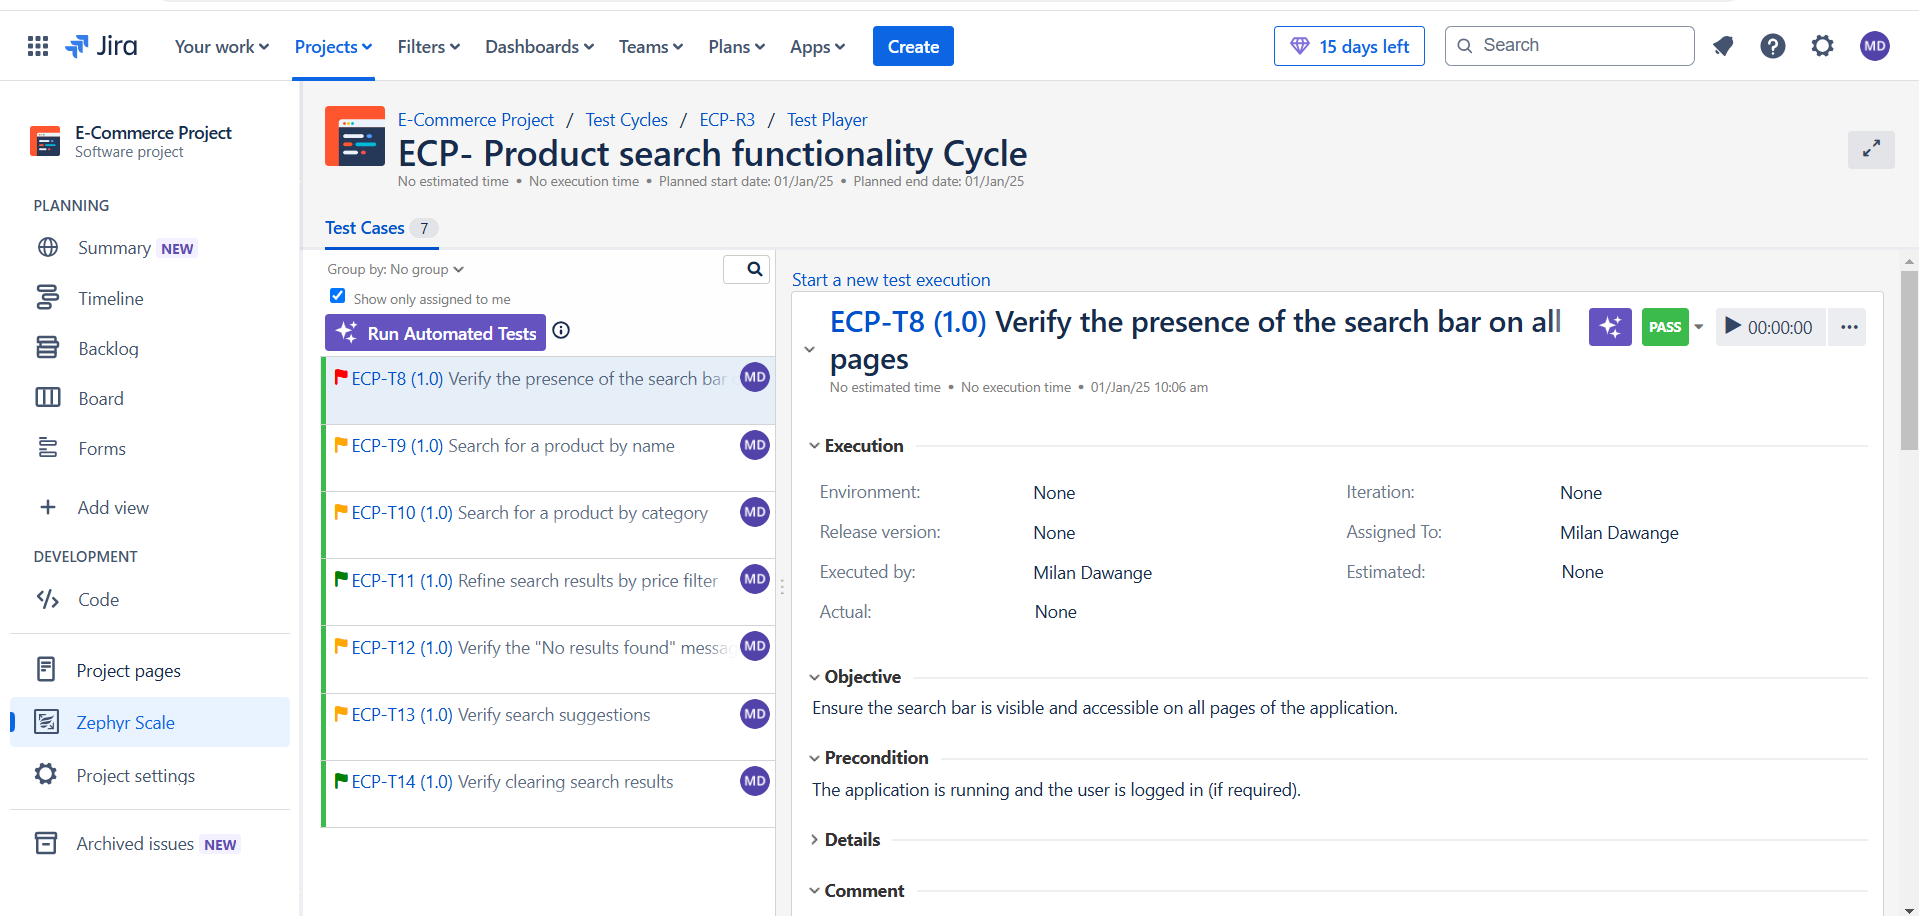 Jira
Your work
Projects
Filters
Dashboards
Teams
Plans
Apps
Create
15 days left
Search
MD
E-Commerce Project
Software project
PLANNING
Summary NEW
Timeline
Backlog
Board
Forms
Add view
DEVELOPMENT
Code
Project pages
Zephyr Scale
Project settings
Archived issues NEW
E-Commerce Project / Test Cycles / ECP-R3 / Test Player
ECP- Product search functionality Cycle
No estimated time • No execution time • Planned start date: 01/Jan/25 • Planned end date: 01/Jan/25
Test Cases 7
Group by: No group
Show only assigned to me
Run Automated Tests
ECP-T8 (1.0) Verify the presence of the search bar MD
ECP-T9 (1.0) Search for a product by name MD
ECP-T10 (1.0) Search for a product by category MD
ECP-T11 (1.0) Refine search results by price filter MD
ECP-T12 (1.0) Verify the "No results found" messa MD
ECP-T13 (1.0) Verify search suggestions MD
ECP-T14 (1.0) Verify clearing search results MD
Start a new test execution
ECP-T8 (1.0) Verify the presence of the search bar on all
pages
PASS
00:00:00
No estimated time • No execution time • 01/Jan/25 10:06 am
Execution
Environment: None Iteration: None
Release version: None Assigned To: Milan Dawange
Executed by: Milan Dawange Estimated: None
Actual: None
Objective
Ensure the search bar is visible and accessible on all pages of the application.
Precondition
The application is running and the user is logged in (if required).
Details
Comment